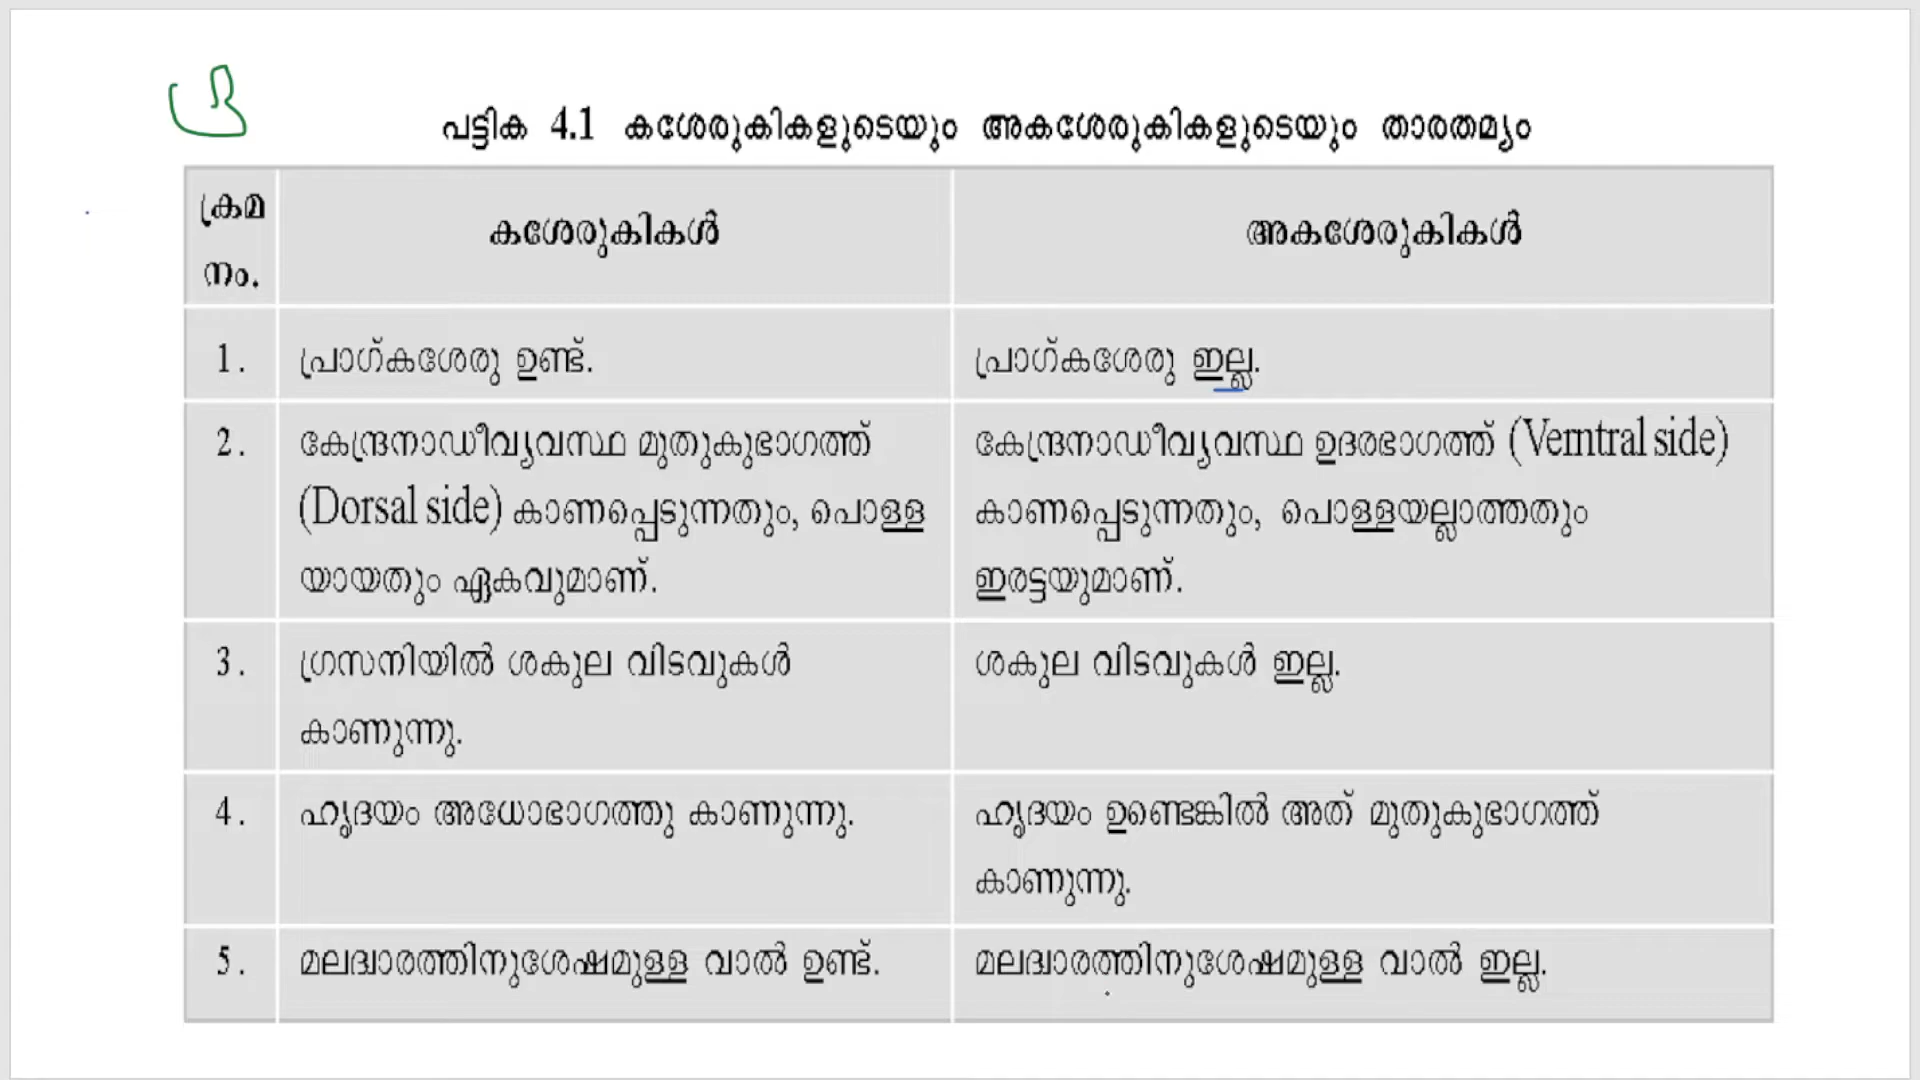 പട്ടിക 4.1 കശേരുകികളുടെയും അകശേരുകികളുടെയും താരതമ്യം
ക്രമ
നം.
കശേരുകികൾ
അകശേരുകികൾ
1.
പ്രാഗ്കശേരു ഉണ്ട്.
പ്രാഗ്കശേരു ഇല്ല.
2.
കേന്ദ്രനാഡീവ്യവസ്ഥ മുതുകുഭാഗത്ത്
(Dorsal side) കാണപ്പെടുന്നതും, പൊള്ള
യായതും ഏകവുമാണ്.
കേന്ദ്രനാഡീവ്യവസ്ഥ ഉദരഭാഗത്ത് (Verntral side)
കാണപ്പെടുന്നതും, പൊള്ളയല്ലാത്തതും
ഇരട്ടയുമാണ്.
3.
ഗ്രസനിയിൽ ശകുല വിടവുകൾ
കാണുന്നു.
ശകുല വിടവുകൾ ഇല്ല.
4.
ഹൃദയം അധോഭാഗത്തു കാണുന്നു.
ഹൃദയം ഉണ്ടെങ്കിൽ അത് മുതുകുഭാഗത്ത്
കാണുന്നു.
5.
മലദ്വാരത്തിനുശേഷമുള്ള വാൽ ഉണ്ട്.
മലദ്വാരത്തിനുശേഷമുള്ള വാൽ ഇല്ല.